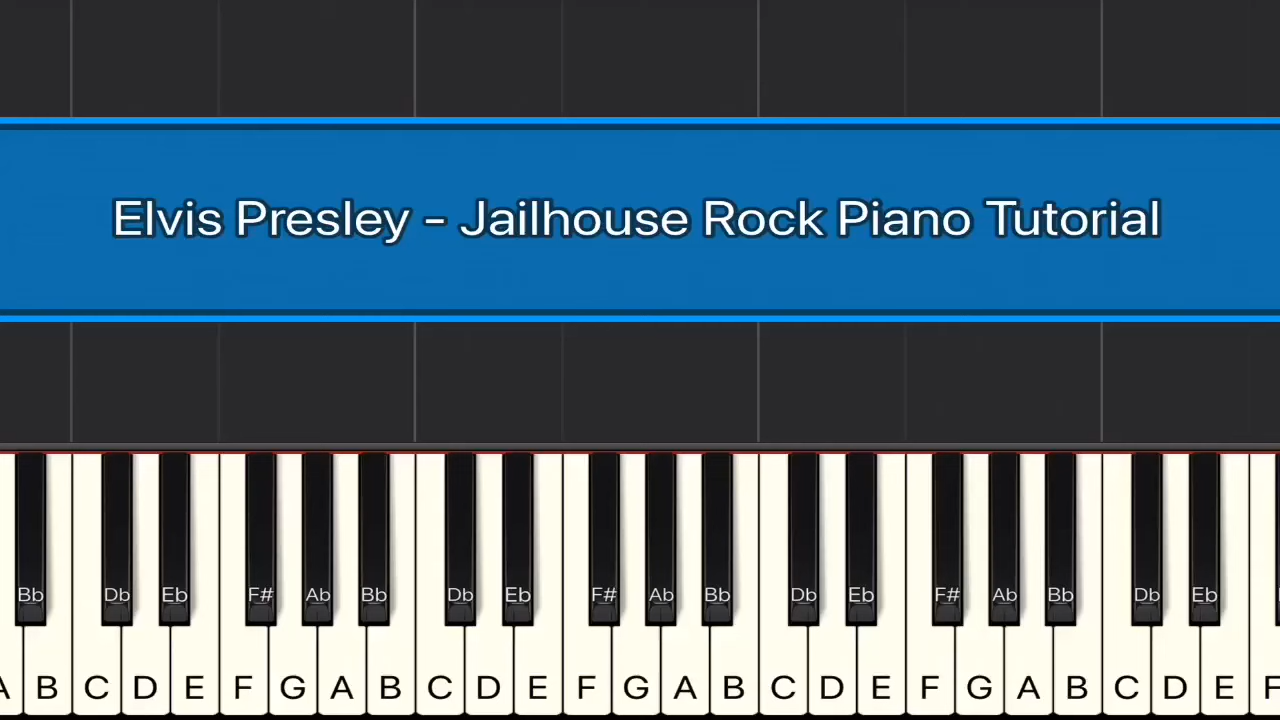 Elvis Presley - Jailhouse Rock Piano Tutorial
Bb Db Eb F# Ab Bb Db Eb F# Ab Bb Db Eb F# Ab Bb Db Eb
A B C D E F G A B C D E F G A B C D E F G A B C D E F